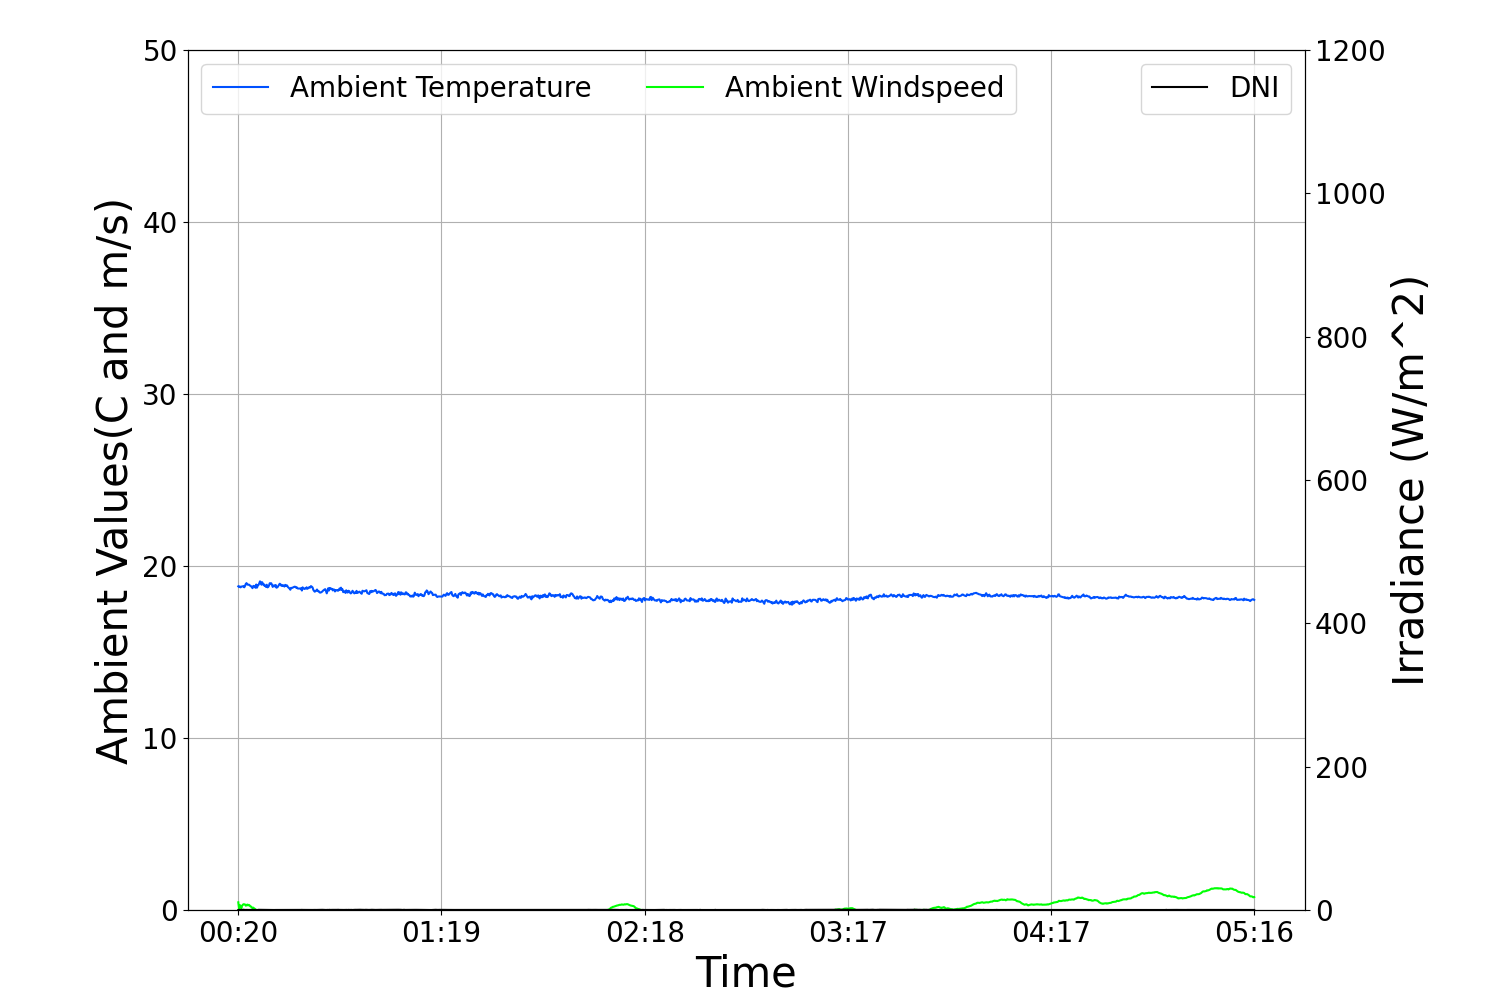 Ambient Temperature Ambient Windspeed DNI
Ambient Values(C and m/s)
50
40
30
20
10
0
1200
1000
800
600
400
200
0
Irradiance (W/m^2)
00:20 01:19 02:18 03:17 04:17 05:16
Time